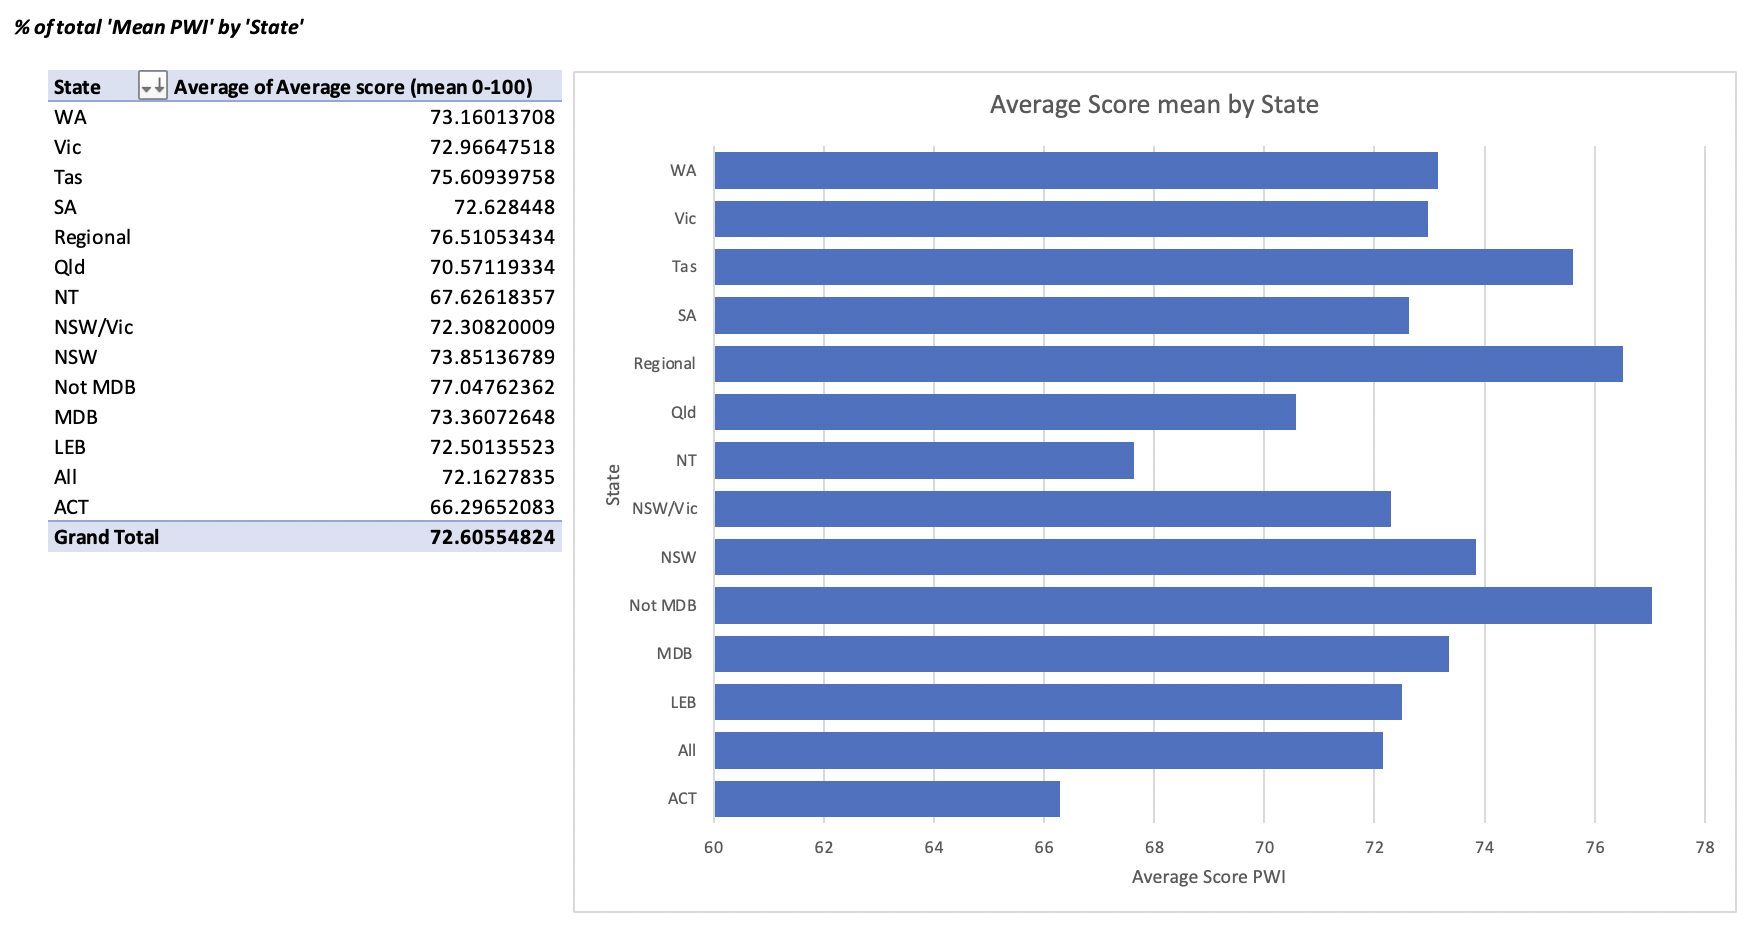 % of total 'Mean PWI' by 'State'
State Average of Average score (mean 0-100)
WA 73.16013708
Vic 72.96647518
Tas 75.60939758
SA 72.628448
Regional 76.51053434
Qld 70.57119334
NT 67.62618357
NSW/Vic 72.30820009
NSW 73.85136789
Not MDB 77.04762362
MDB 73.36072648
LEB 72.50135523
All 72.1627835
ACT 66.29652083
Grand Total 72.60554824
Average Score mean by State
State
WA
Vic
Tas
SA
Regional
Qld
NT
NSW/Vic
NSW
Not MDB
MDB
LEB
All
ACT
60 62 64 66 68 70 72 74 76 78
Average Score PWI